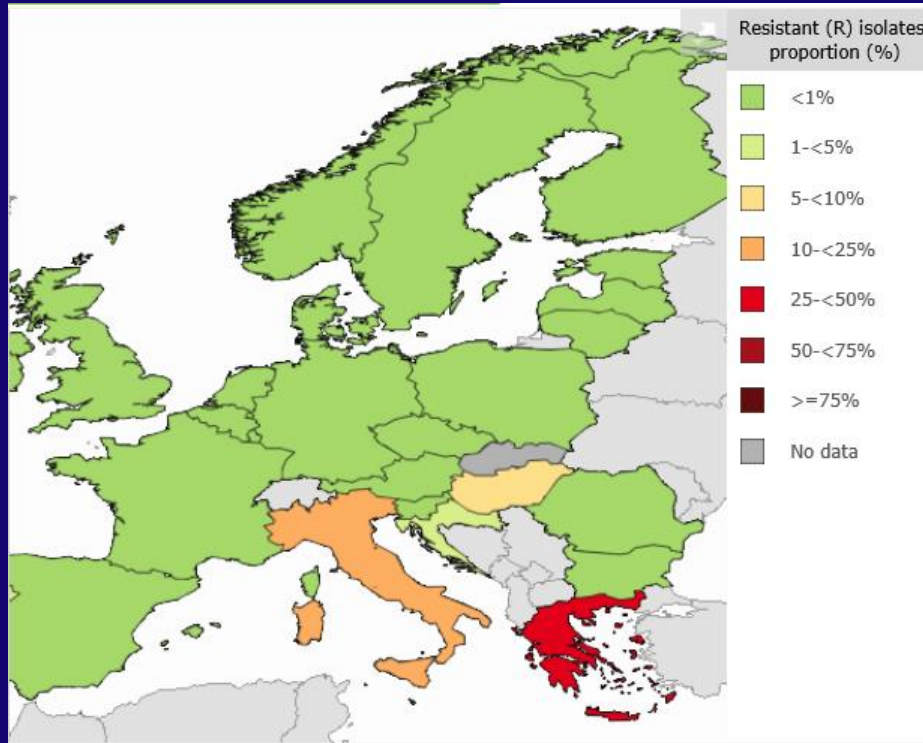 Resistant (R) isolates
proportion (%)
<1%
1-<5%
5-<10%
10-<25%
25-<50%
50-<75%
>=75%
No data